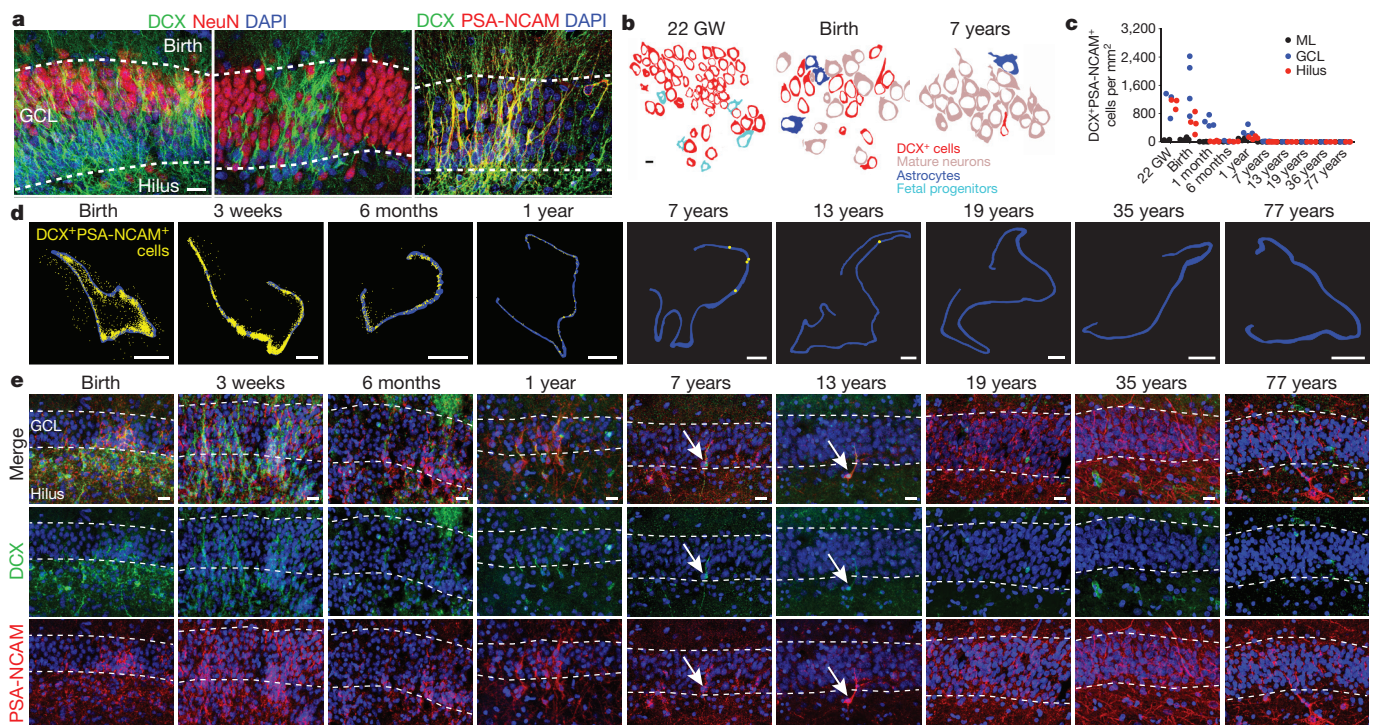 a
DCX NeuN DAPI
DCX PSA-NCAM DAPI
Birth
GCL
Hilus
b
22 GW
Birth
7 years
DCX+ cells
Mature neurons
Astrocytes
Fetal progenitors
c
DCX+PSA-NCAM+
cells per mm2
3,200
2,400
1,600
800
0
ML
GCL
Hilus
22 GW
Birth
1 month
6 months
1 year
7 years
13 years
19 years
36 years
77 years
d
Birth
3 weeks
6 months
1 year
7 years
13 years
19 years
35 years
77 years
DCX+PSA-NCAM+
cells
e
Birth
3 weeks
6 months
1 year
7 years
13 years
19 years
35 years
77 years
Merge
GCL
Hilus
DCX
PSA-NCAM